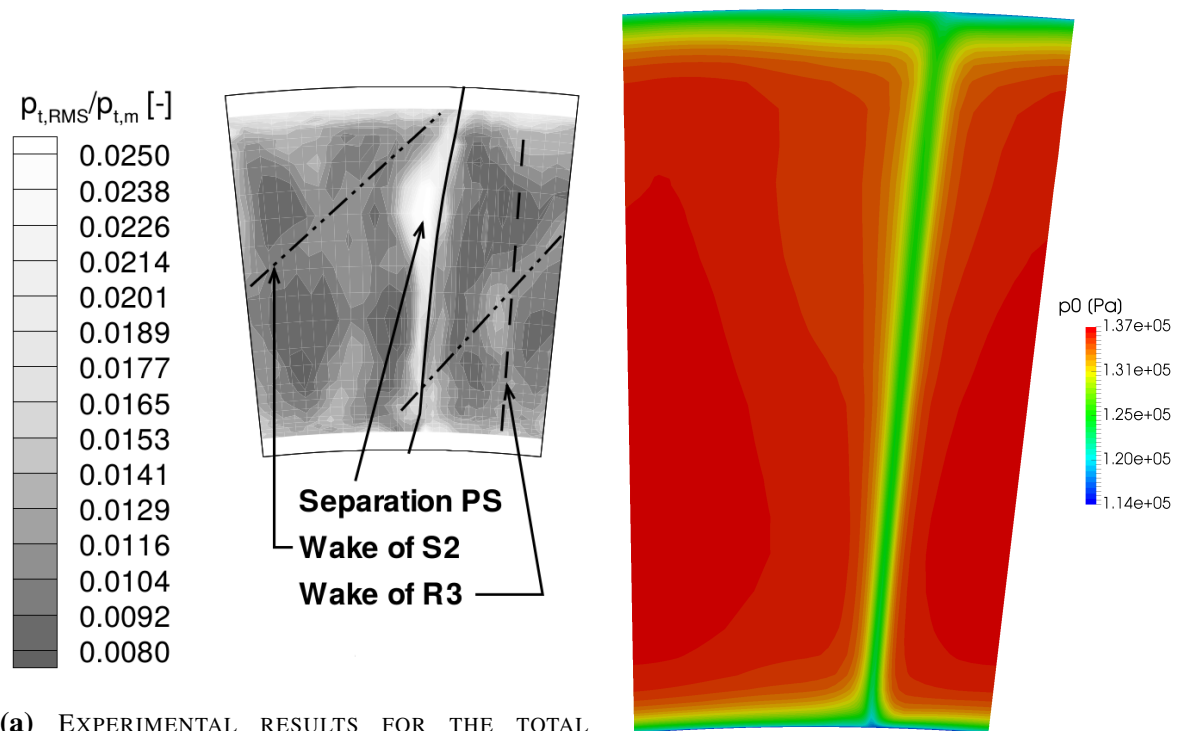 p_t,RMS/p_t,m [-]
0.0250
0.0238
0.0226
0.0214
0.0201
0.0189
0.0177
0.0165
0.0153
0.0141
0.0129
0.0116
0.0104
0.0092
0.0080
Separation PS
Wake of S2
Wake of R3
p0 (Pa)
1.37e+05
1.31e+05
1.25e+05
1.20e+05
1.14e+05
(a) EXPERIMENTAL RESULTS FOR THE TOTAL